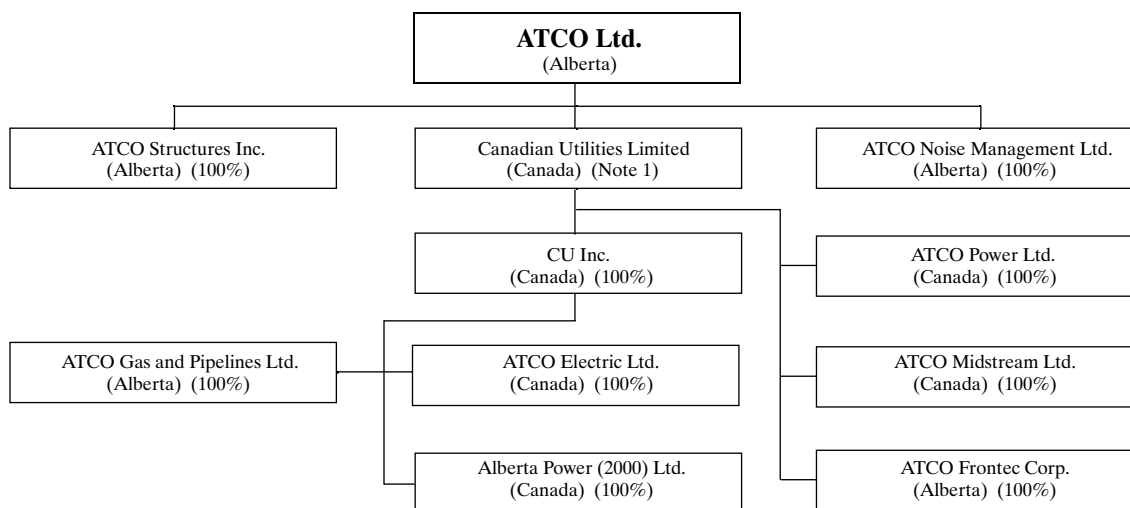 ATCO Ltd.
(Alberta)
ATCO Structures Inc.
(Alberta) (100%)
Canadian Utilities Limited
(Canada) (Note 1)
ATCO Noise Management Ltd.
(Alberta) (100%)
CU Inc.
(Canada) (100%)
ATCO Power Ltd.
(Canada) (100%)
ATCO Gas and Pipelines Ltd.
(Alberta) (100%)
ATCO Electric Ltd.
(Canada) (100%)
ATCO Midstream Ltd.
(Canada) (100%)
Alberta Power (2000) Ltd.
(Canada) (100%)
ATCO Frontec Corp.
(Alberta) (100%)